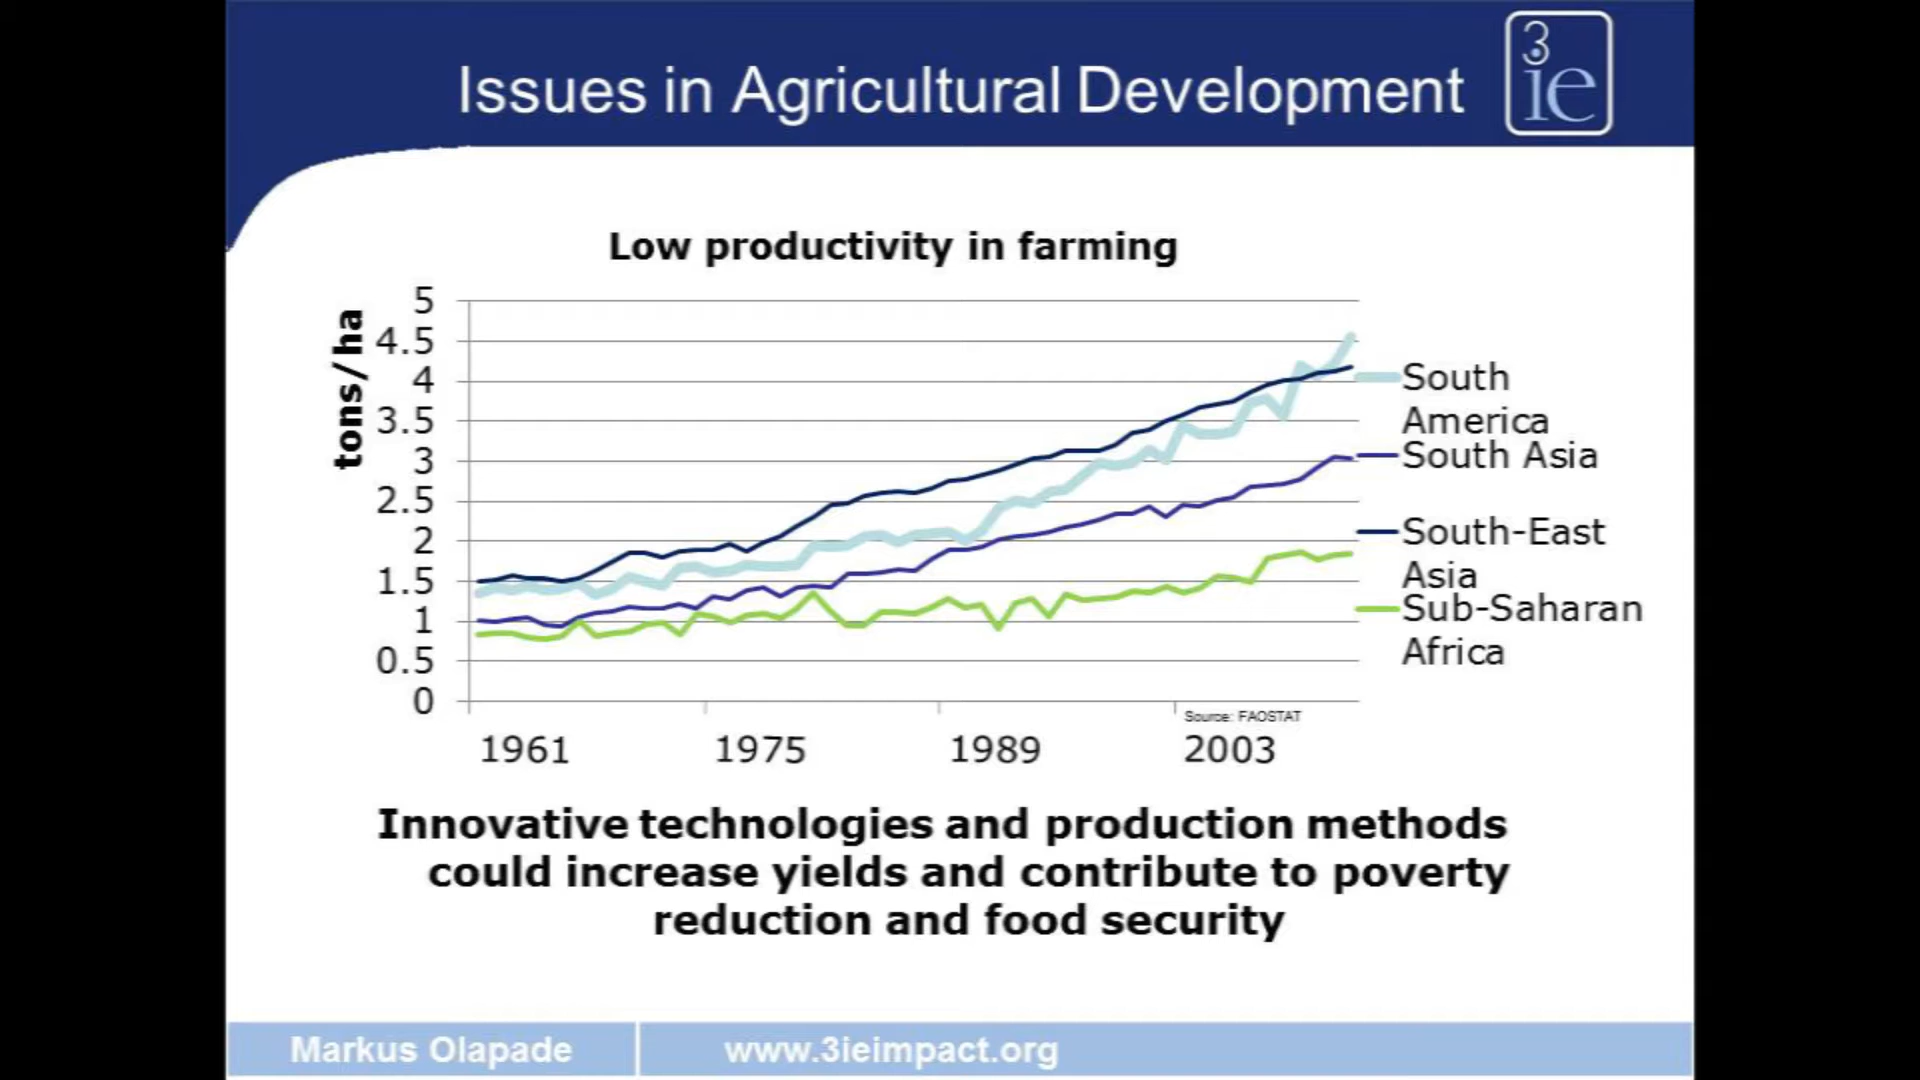 Issues in Agricultural Development
3ie
Low productivity in farming
tons/ha
5
4.5
4
3.5
3
2.5
2
1.5
1
0.5
0
1961 1975 1989 2003
Source: FAOSTAT
South
America
South Asia
South-East
Asia
Sub-Saharan
Africa
Innovative technologies and production methods
could increase yields and contribute to poverty
reduction and food security
Markus Olapade
www.3ieimpact.org